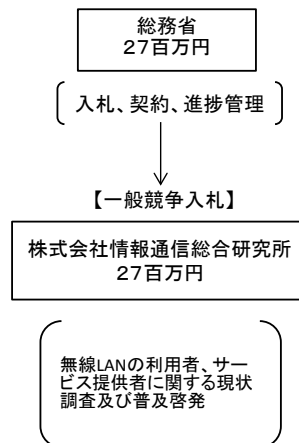 総務省
27百万円
入札、契約、進捗管理
【一般競争入札】
株式会社情報通信総合研究所
27百万円
無線LANの利用者、サー
ビス提供者に関する現状
調査及び普及啓発